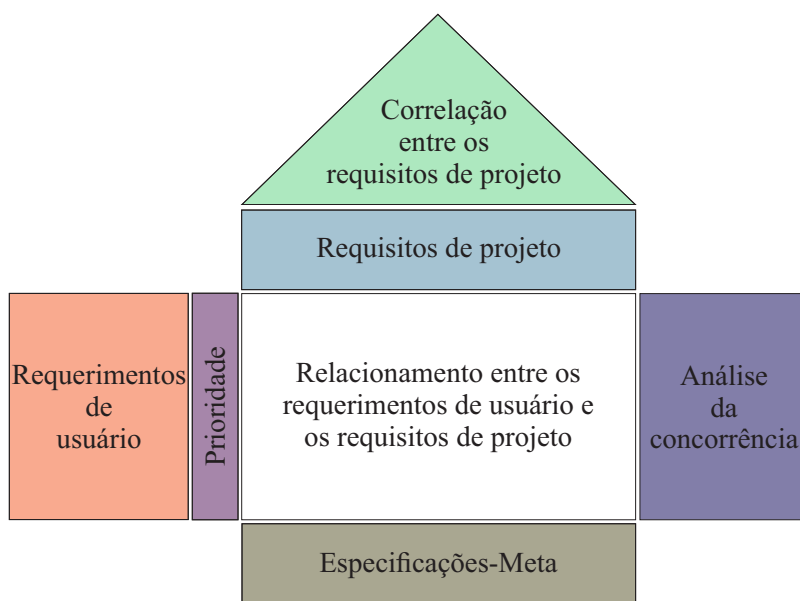 Correlação
entre os
requisitos de projeto
Requisitos de projeto
Requerimentos
de
usuário
Prioridade
Relacionamento entre os
requerimentos de usuário e
os requisitos de projeto
Análise
da
concorrência
Especificações-Meta